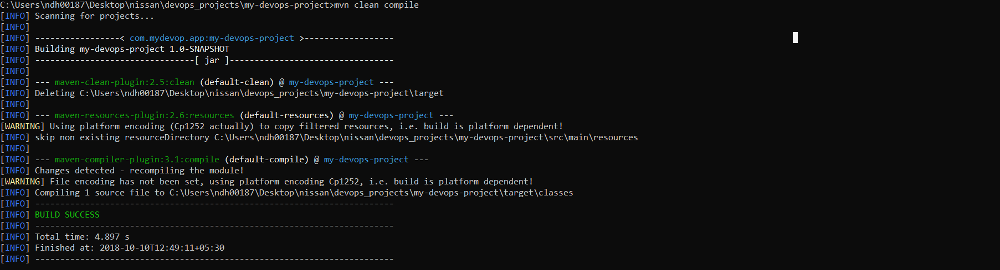 C:\Users\ndh00187\Desktop\nissan\devops_projects\my-devops-project>mvn clean compile
[INFO] Scanning for projects...
[INFO]
[INFO] -----------------< com.mydevop.app:my-devops-project >------------------
[INFO] Building my-devops-project 1.0-SNAPSHOT
[INFO] --------------------------------[ jar ]---------------------------------
[INFO]
[INFO] --- maven-clean-plugin:2.5:clean (default-clean) @ my-devops-project ---
[INFO] Deleting C:\Users\ndh00187\Desktop\nissan\devops_projects\my-devops-project\target
[INFO]
[INFO] --- maven-resources-plugin:2.6:resources (default-resources) @ my-devops-project ---
[WARNING] Using platform encoding (Cp1252 actually) to copy filtered resources, i.e. build is platform dependent!
[INFO] skip non existing resourceDirectory C:\Users\ndh00187\Desktop\nissan\devops_projects\my-devops-project\src\main\resources
[INFO]
[INFO] --- maven-compiler-plugin:3.1:compile (default-compile) @ my-devops-project ---
[INFO] Changes detected - recompiling the module!
[WARNING] File encoding has not been set, using platform encoding Cp1252, i.e. build is platform dependent!
[INFO] Compiling 1 source file to C:\Users\ndh00187\Desktop\nissan\devops_projects\my-devops-project\target\classes
[INFO] ------------------------------------------------------------------------
[INFO] BUILD SUCCESS
[INFO] ------------------------------------------------------------------------
[INFO] Total time: 4.897 s
[INFO] Finished at: 2018-10-10T12:49:11+05:30
[INFO] ------------------------------------------------------------------------